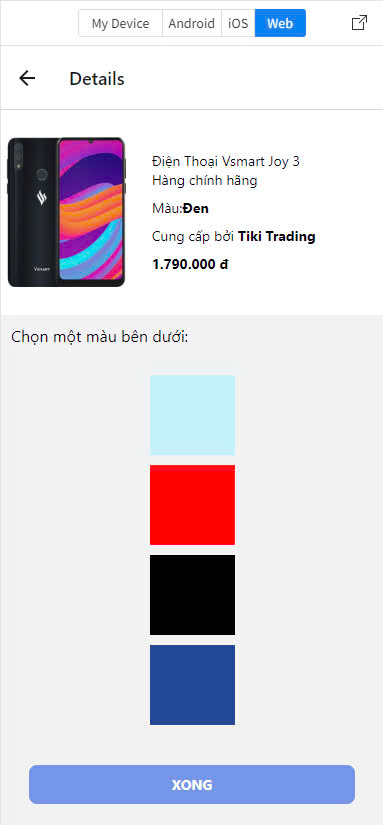 My Device Android iOS Web
Details
Điện Thoại Vsmart Joy 3
Hàng chính hãng
Màu:Đen
Cung cấp bởi Tiki Trading
1.790.000 đ
Vsmart
Chọn một màu bên dưới:
XONG